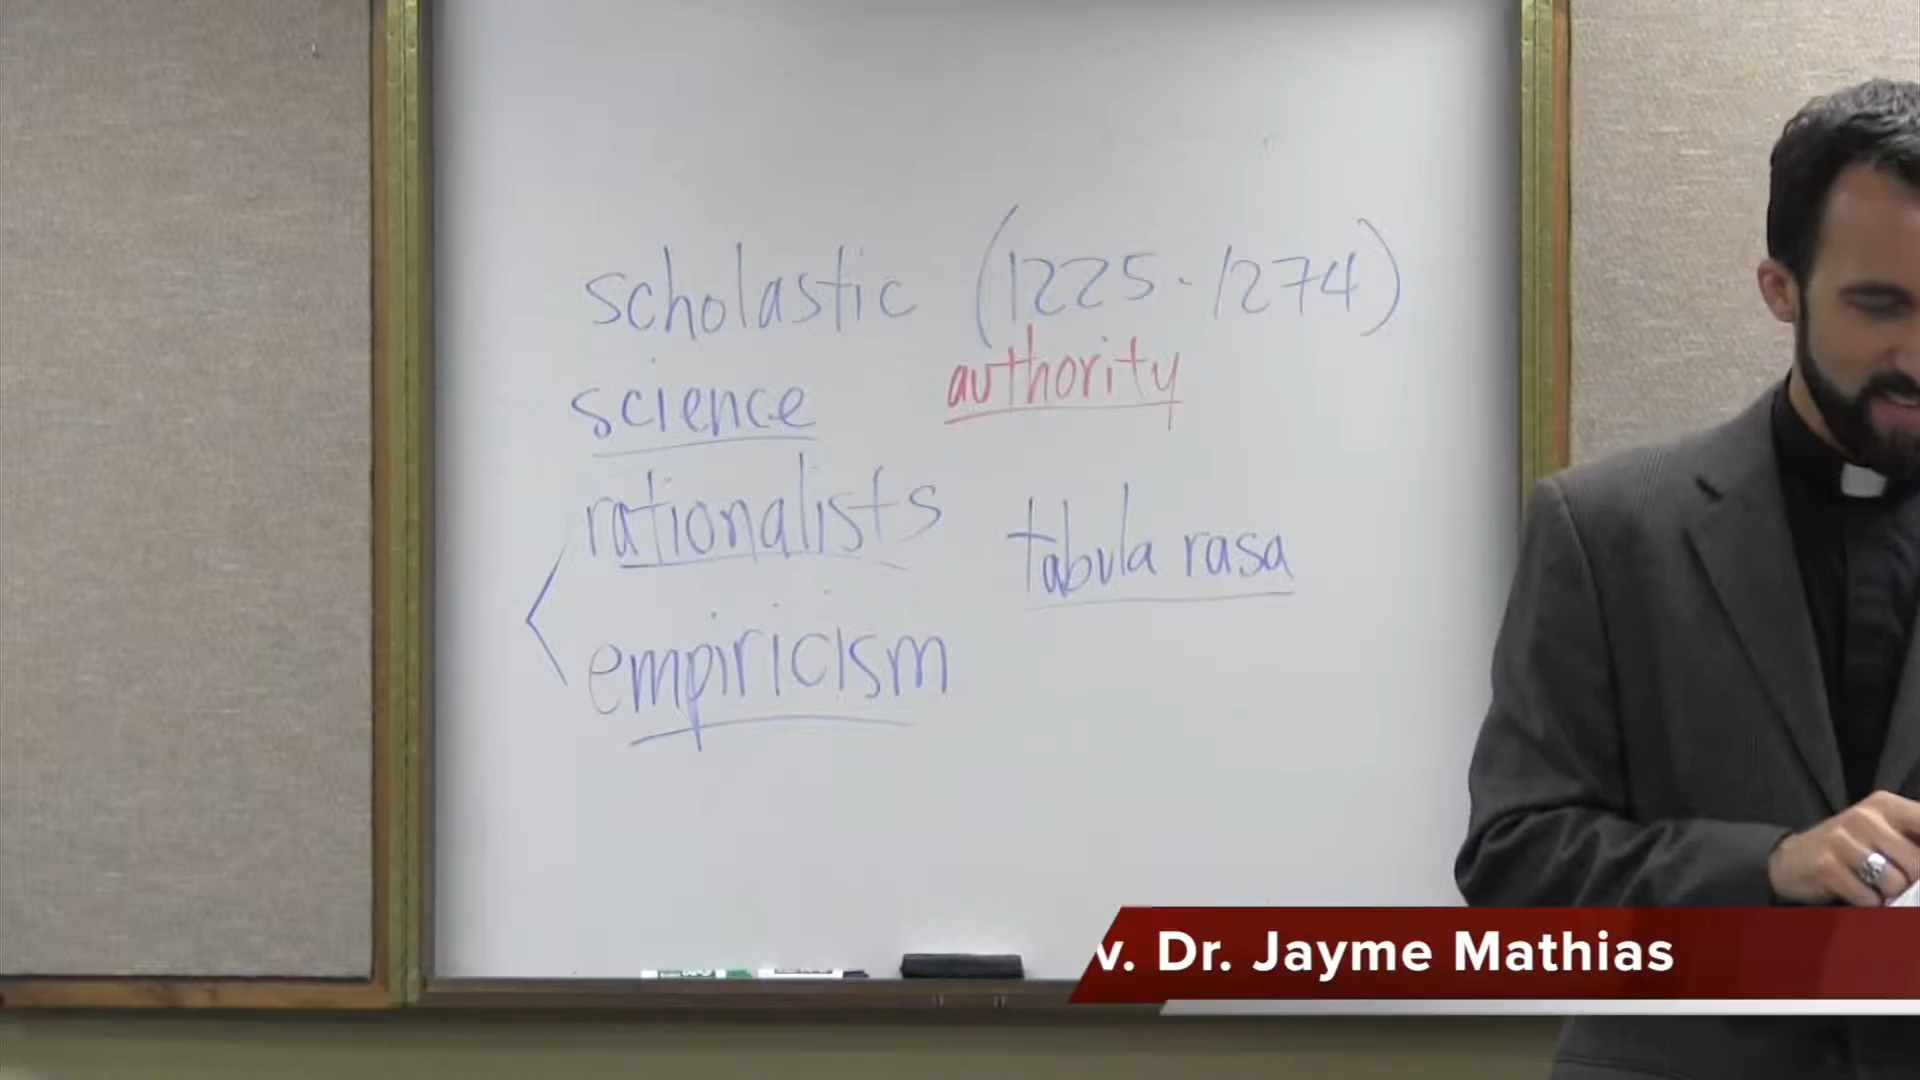 scholastic (1225-1274)
science authority
rationalists tabula rasa
empiricism
v. Dr. Jayme Mathias